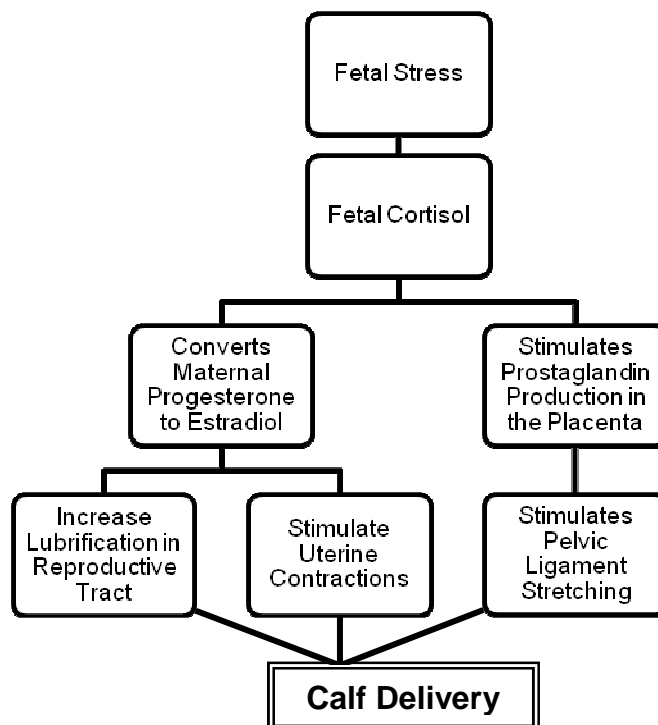 Fetal Stress
Fetal Cortisol
Converts
Maternal
Progesterone
to Estradiol
Stimulates
Prostaglandin
Production in
the Placenta
Increase
Lubrification in
Reproductive
Tract
Stimulate
Uterine
Contractions
Stimulates
Pelvic
Ligament
Stretching
Calf Delivery